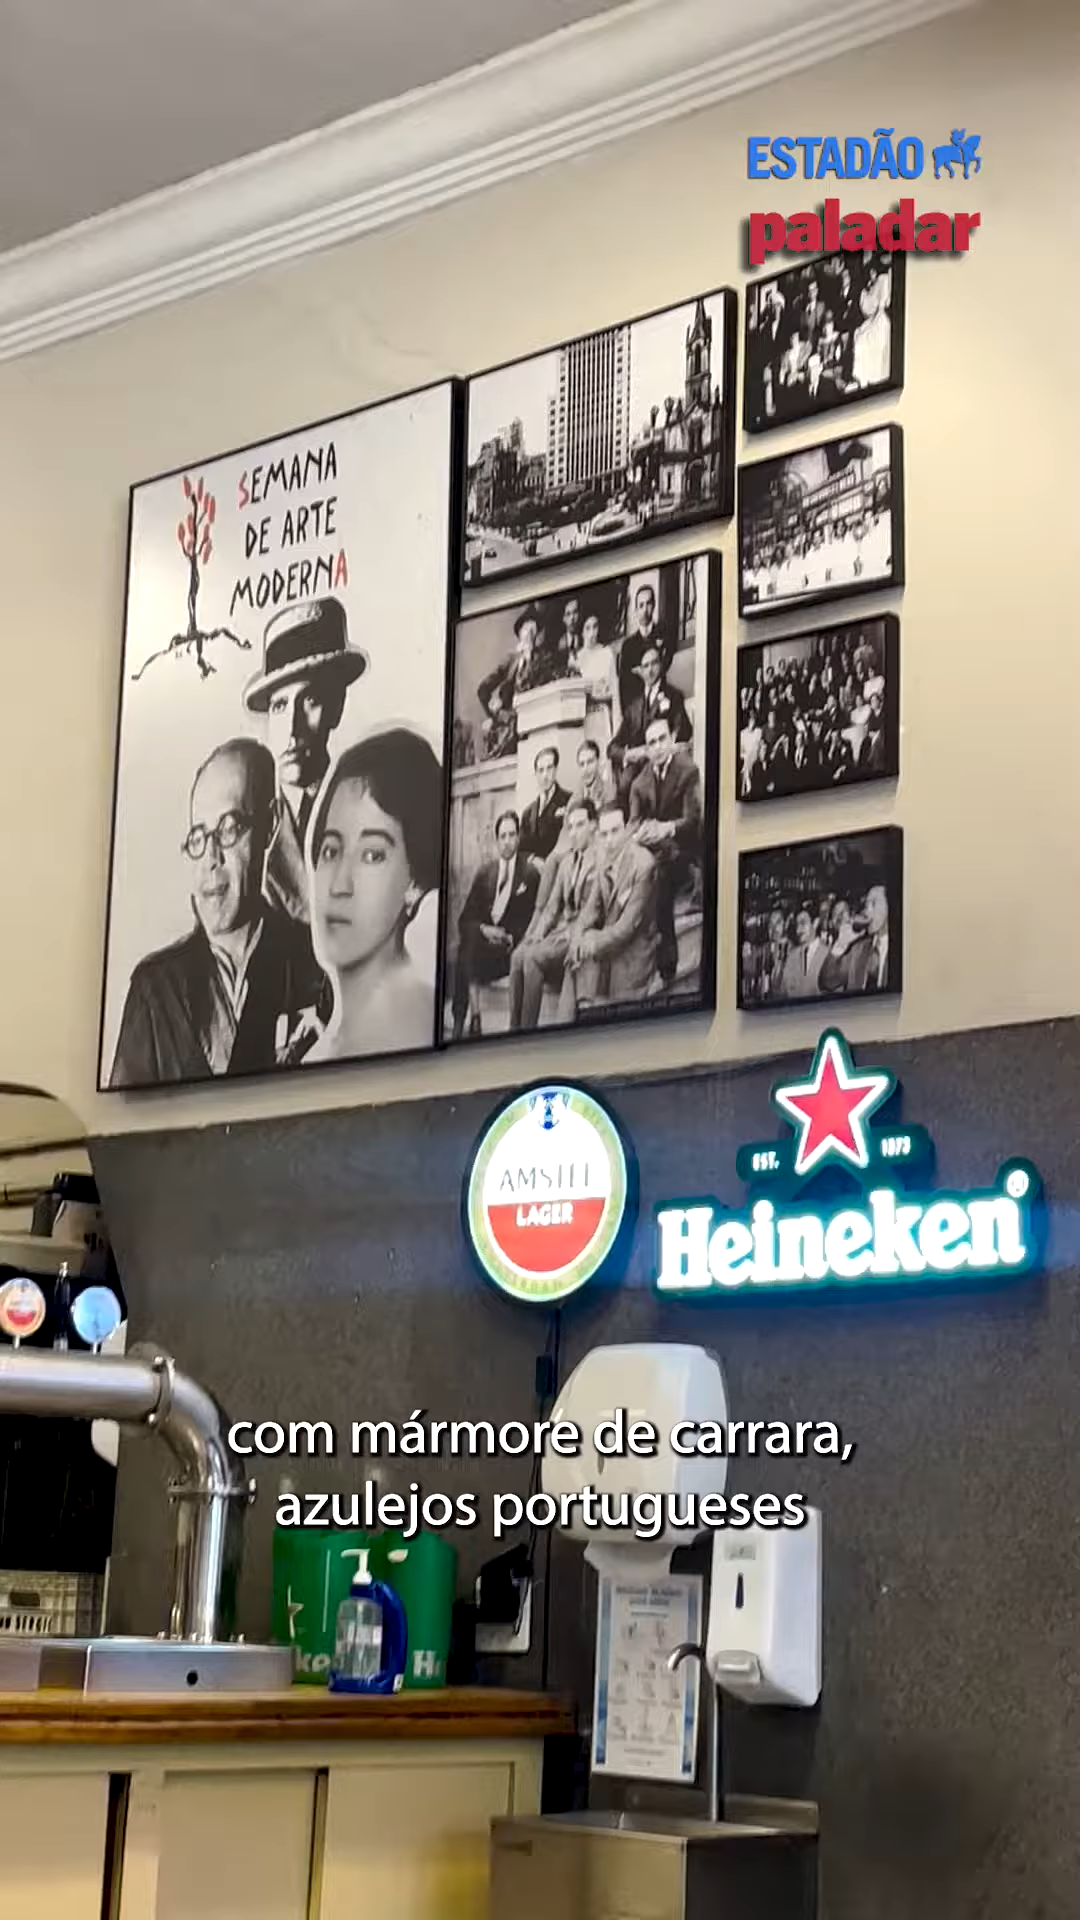 ESTADÃO
paladar
SEMANA
DE ARTE
MODERNA
AMSTEL
LAGER
EST. 1873
Heineken
com mármore de carrara,
azulejos portugueses